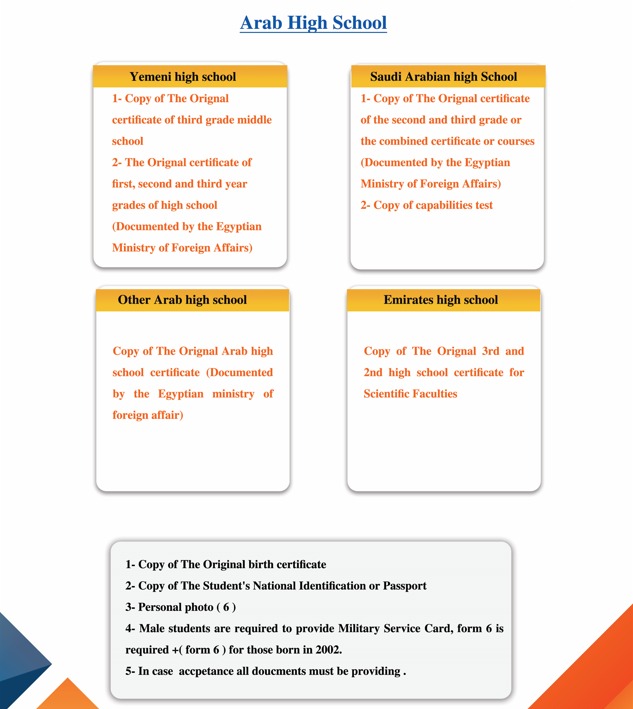 Arab High School
Yemeni high school
1- Copy of The Orignal
certificate of third grade middle
school
2- The Orignal certificate of
first, second and third year
grades of high school
(Documented by the Egyptian
Ministry of Foreign Affairs)
Saudi Arabian high School
1- Copy of The Orignal certificate
of the second and third grade or
the combined certificate or courses
(Documented by the Egyptian
Ministry of Foreign Affairs)
2- Copy of capabilities test
Other Arab high school
Copy of The Orignal Arab high
school certificate (Documented
by the Egyptian ministry of
foreign affair)
Emirates high school
Copy of The Orignal 3rd and
2nd high school certificate for
Scientific Faculties
1- Copy of The Original birth certificate
2- Copy of The Student's National Identification or Passport
3- Personal photo ( 6 )
4- Male students are required to provide Military Service Card, form 6 is
required +( form 6 ) for those born in 2002.
5- In case accpetance all doucments must be providing .